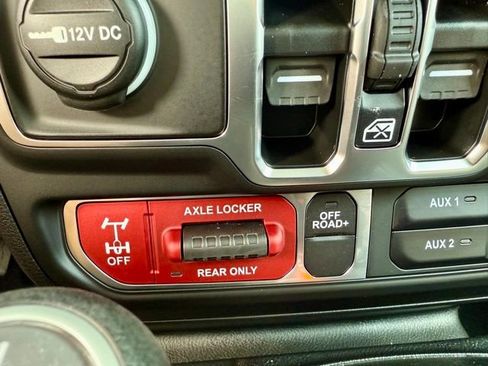 12V DC
AXLE LOCKER
OFF
REAR ONLY
OFF
ROAD+
AUX 1
AUX 2